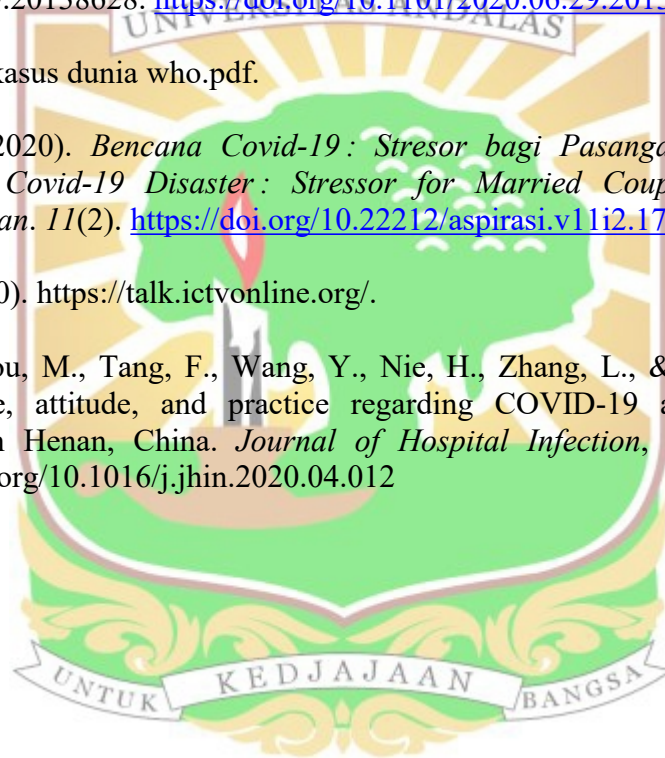 .20158628. https://doi.org/10.1101/2020.06.29.2015
UNIVERSITAS ANDALAS
kasus dunia who.pdf.
2020). Bencana Covid-19 : Stresor bagi Pasanga
Covid-19 Disaster : Stressor for Married Coup
an. 11(2). https://doi.org/10.22212/aspirasi.v11i2.17
0). https://talk.ictvonline.org/.
ou, M., Tang, F., Wang, Y., Nie, H., Zhang, L., &
e, attitude, and practice regarding COVID-19 a
n Henan, China. Journal of Hospital Infection,
org/10.1016/j.jhin.2020.04.012
UNTUK KEDJAJAAN BANGSA